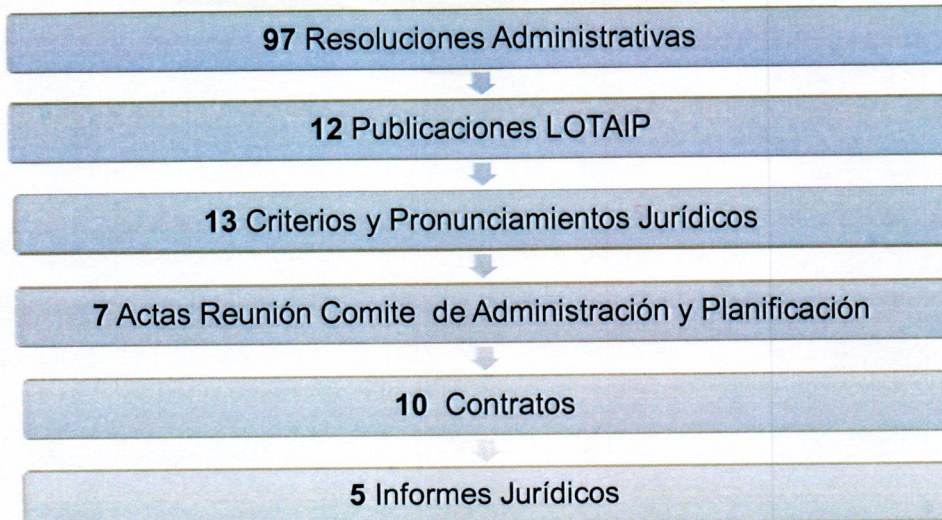 97 Resoluciones Administrativas
12 Publicaciones LOTAIP
13 Criterios y Pronunciamientos Jurídicos
7 Actas Reunión Comite de Administración y Planificación
10 Contratos
5 Informes Jurídicos